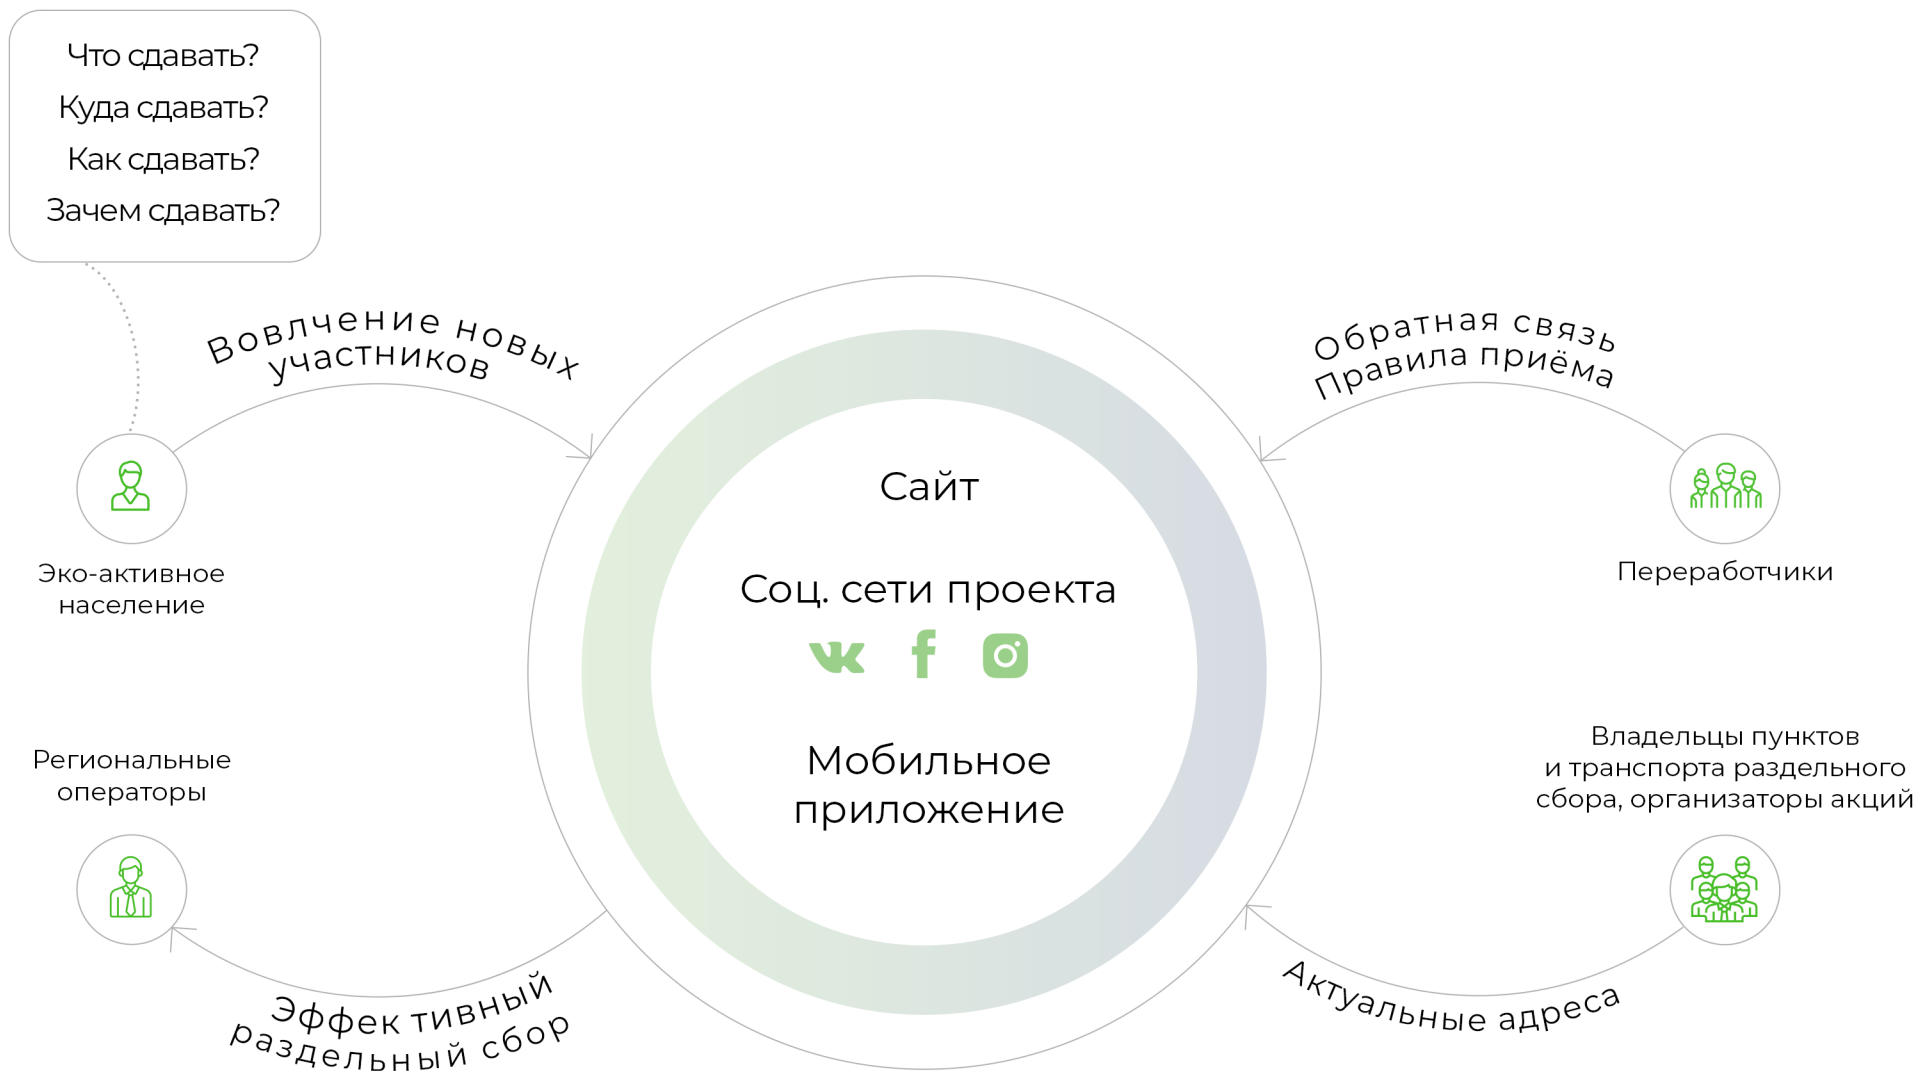 Что сдавать?
Куда сдавать?
Как сдавать?
Зачем сдавать?
Вовлчение новых
участников
Обратная связь
Правила приёма
Сайт
Соц. сети проекта
Мобильное
приложение
Эко-активное
население
Переработчики
Региональные
операторы
Владельцы пунктов
и транспорта раздельного
сбора, организаторы акций
Эффек тивный
раздельный сбор
Актуальные адреса